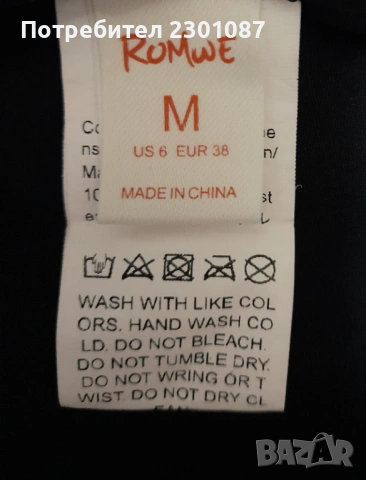 Потребител 2301087
ROMWE
M
US 6 EUR 38
MADE IN CHINA
WASH WITH LIKE COL
ORS. HAND WASH CO
LD. DO NOT BLEACH.
DO NOT TUMBLE DRY.
DO NOT WRING OR T
WIST. DO NOT DRY CL
BAZAR